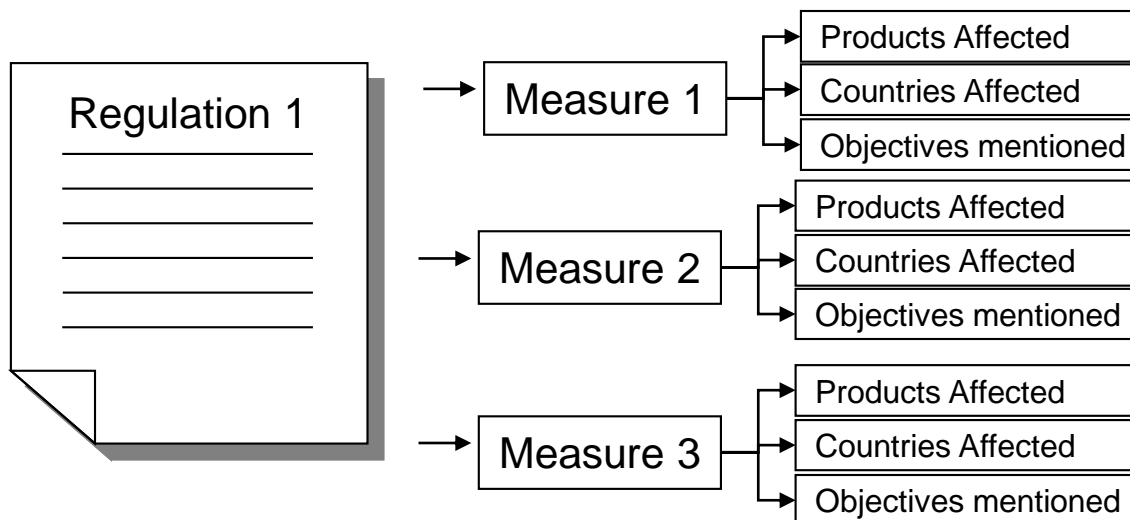 Regulation 1
Measure 1
Products Affected
Countries Affected
Objectives mentioned
Measure 2
Products Affected
Countries Affected
Objectives mentioned
Measure 3
Products Affected
Countries Affected
Objectives mentioned